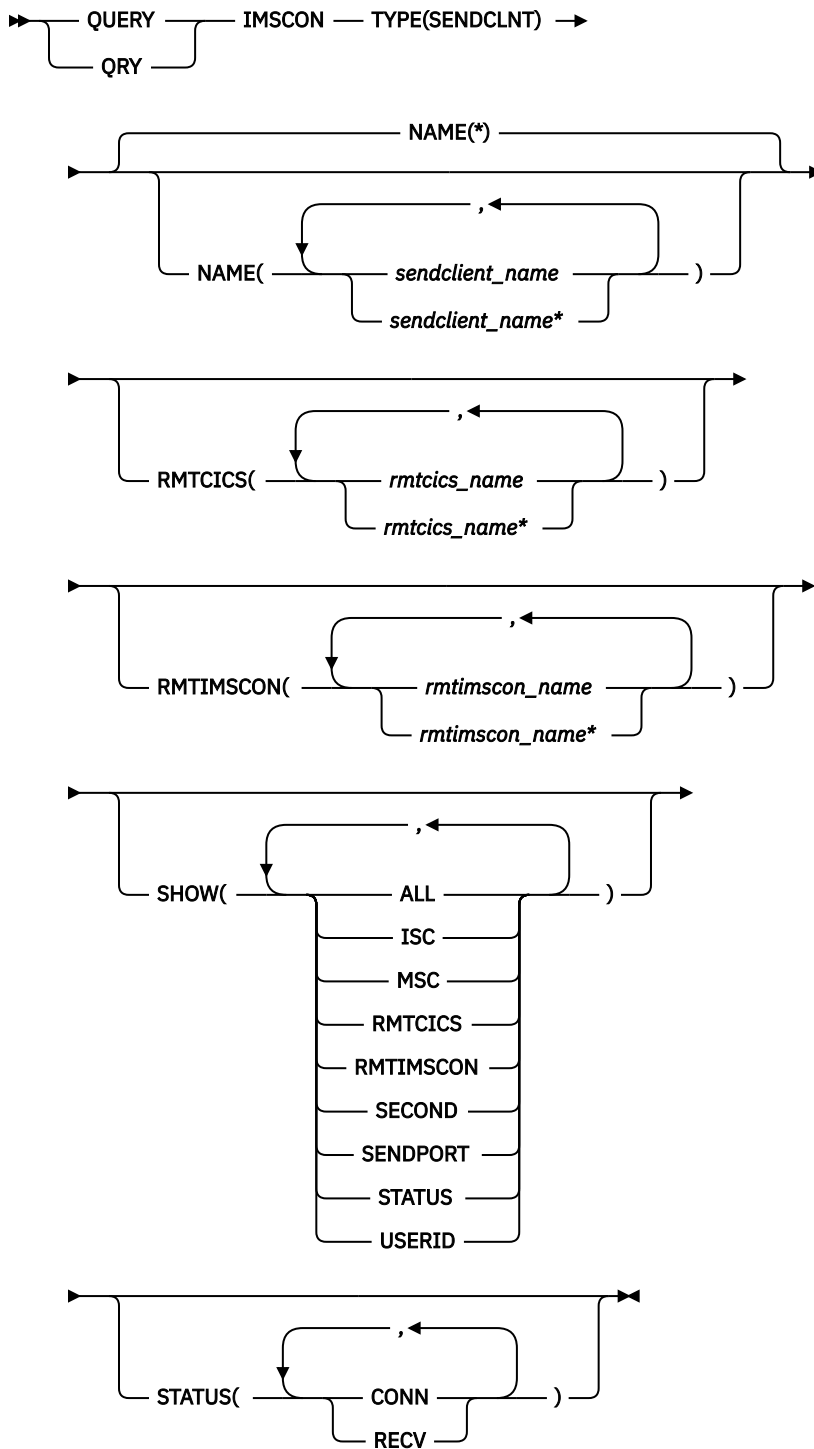 QUERY IMSCON TYPE(SENDCLNT)
QRY
NAME(*)
,
NAME( sendclient_name )
sendclient_name*
,
RMTCICS( rmtcics_name )
rmtcics_name*
,
RMTIMSCON( rmtimscon_name )
rmtimscon_name*
,
SHOW( ALL )
ISC
MSC
RMTCICS
RMTIMSCON
SECOND
SENDPORT
STATUS
USERID
,
STATUS( CONN )
RECV